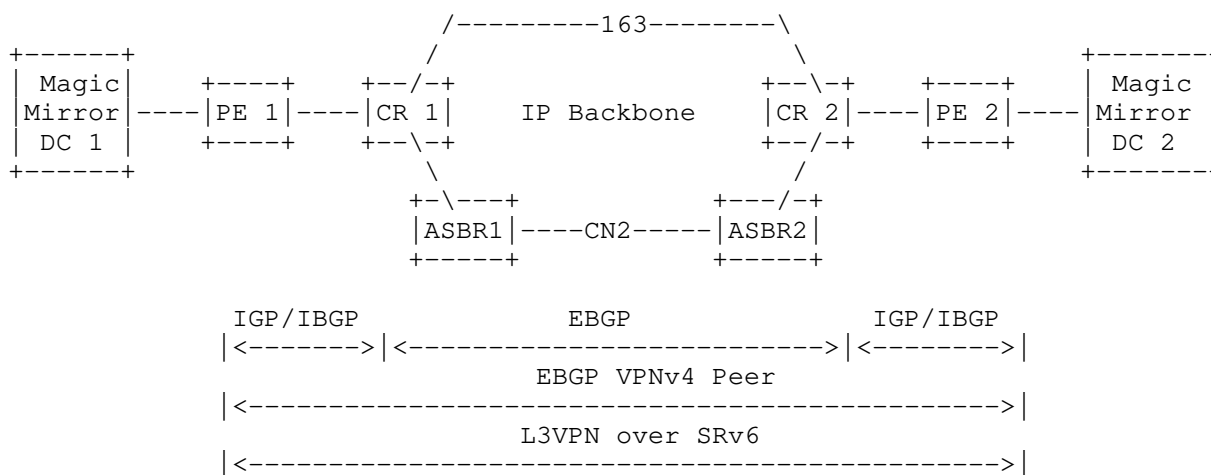 163
Magic Magic
Mirror PE 1 CR 1 IP Backbone CR 2 PE 2 Mirror
DC 1 DC 2
ASBR1 CN2 ASBR2
IGP/IBGP EBGP IGP/IBGP
EBGP VPNv4 Peer
L3VPN over SRv6